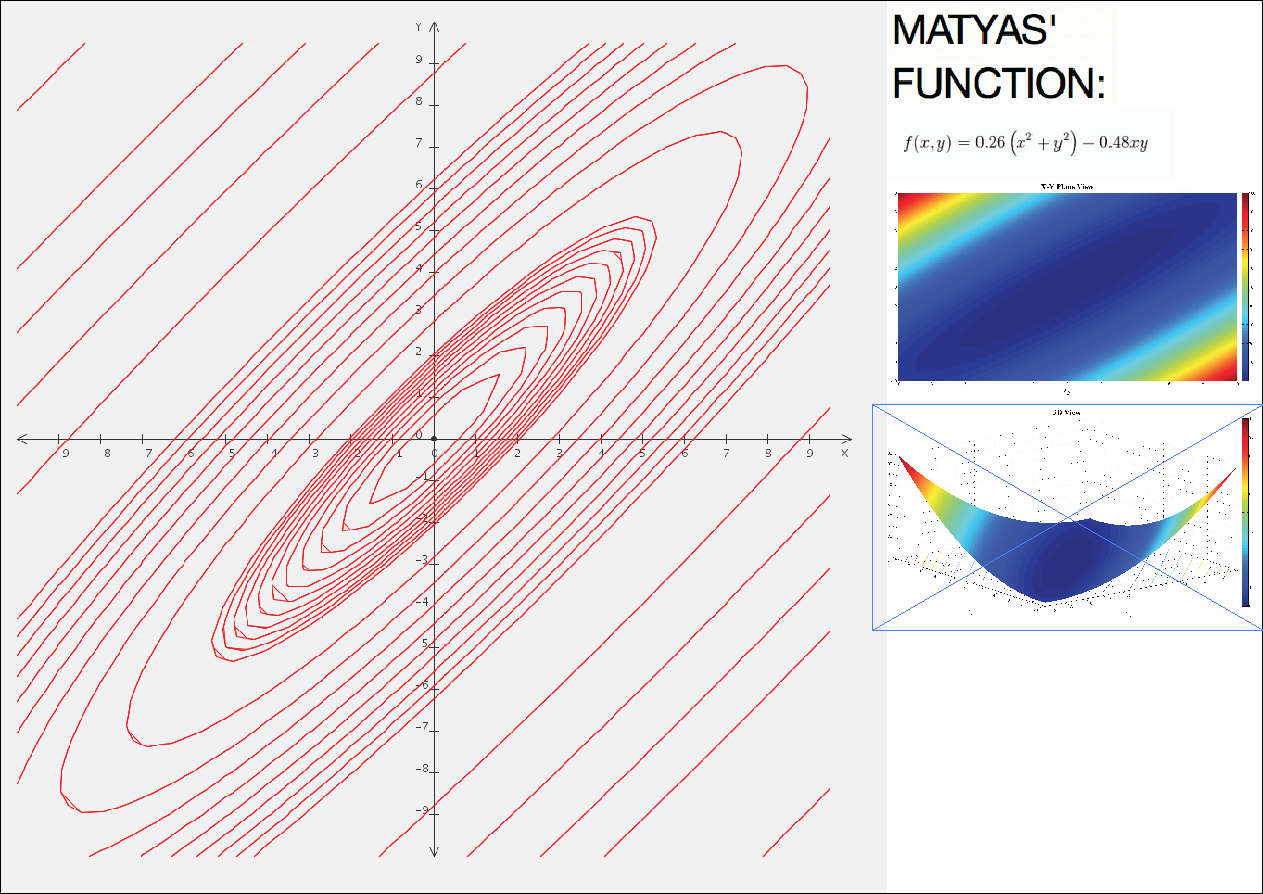 MATYAS'
FUNCTION:
f(x, y) = 0.26 (x² + y²) − 0.48xy
X-Y Plane View
3D View
Y
9
8
7
6
5
4
3
2
1
0
9 8 7 6 5 4 3 2 1 1 2 3 4 5 6 7 8 9 X
−1
−2
−3
−4
5
−6
−7
−8
−9